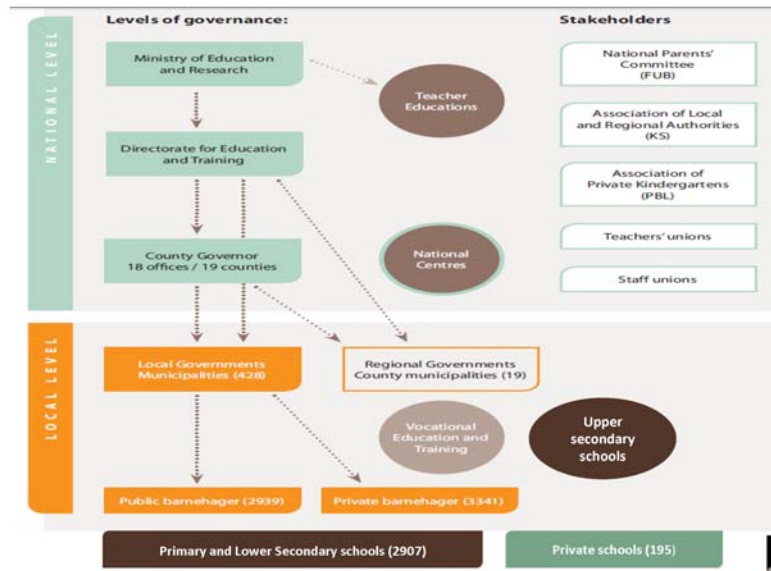 Levels of governance:
Stakeholders
NATIONAL LEVEL
Ministry of Education
and Research
Teacher
Educations
Directorate for Education
and Training
County Governor
18 offices / 19 counties
National
Centres
National Parents'
Committee
(FUB)
Association of Local
and Regional Authorities
(KS)
Association of
Private Kindergartens
(PBL)
Teachers' unions
Staff unions
LOCAL LEVEL
Local Governments
Municipalities (428)
Regional Governments
County municipalities (19)
Vocational
Education and
Training
Upper
secondary
schools
Public barnehager (2939)
Private barnehager (3341)
Primary and Lower Secondary schools (2907)
Private schools (195)